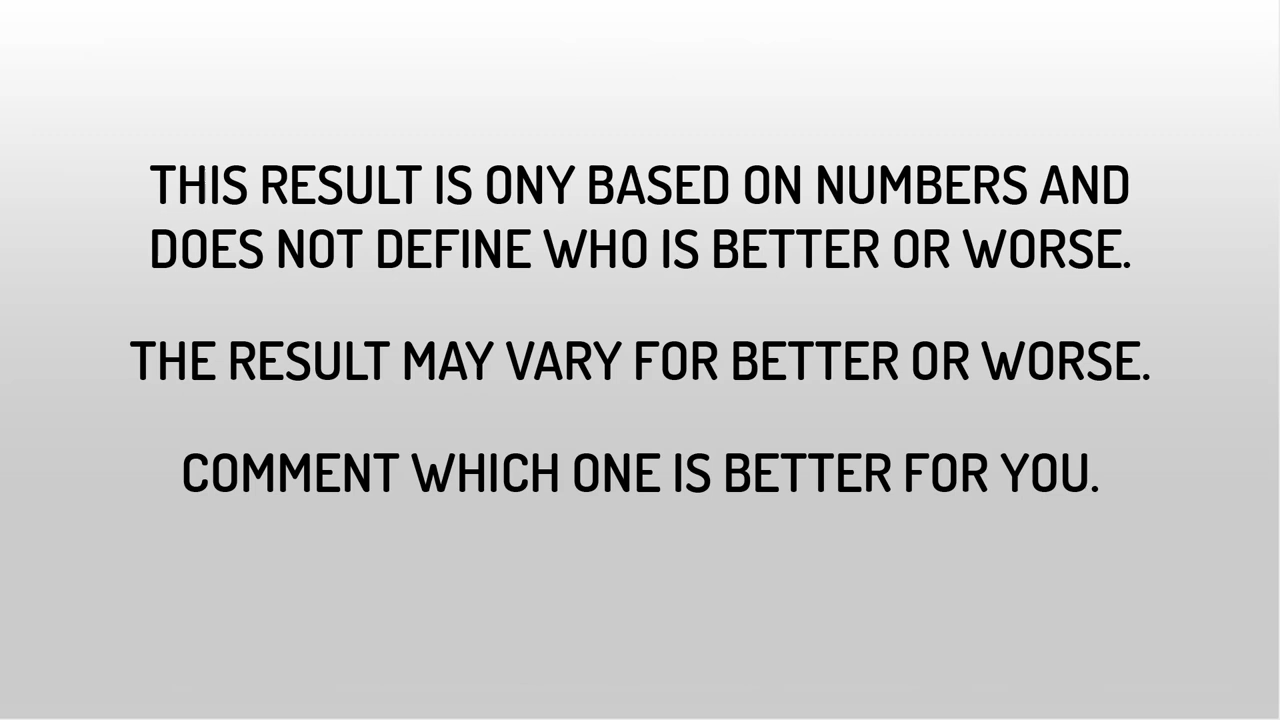 THIS RESULT IS ONY BASED ON NUMBERS AND
DOES NOT DEFINE WHO IS BETTER OR WORSE.
THE RESULT MAY VARY FOR BETTER OR WORSE.
COMMENT WHICH ONE IS BETTER FOR YOU.